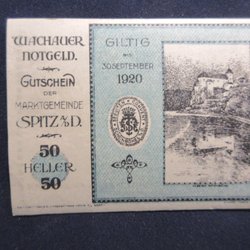 WACHAUER
NOTGELD.
GUTSCHEIN
DER
MARKTGEMEINDE
SPITZ A/D.
50
HELLER
50
GILTIG
BIS
30. SEPTEMBER
1920